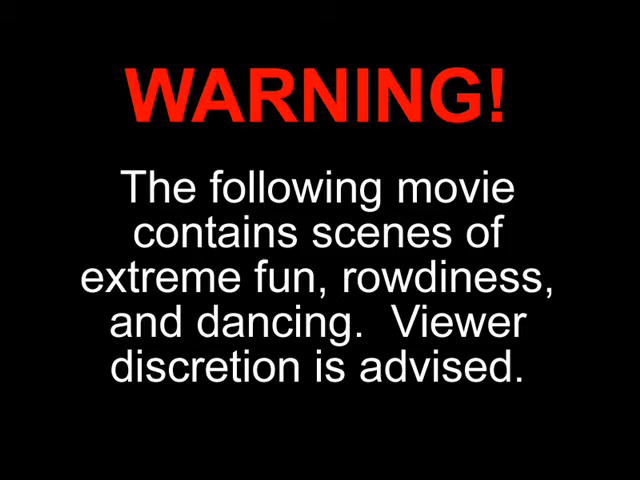 WARNING!
The following movie
contains scenes of
extreme fun, rowdiness,
and dancing.  Viewer
discretion is advised.